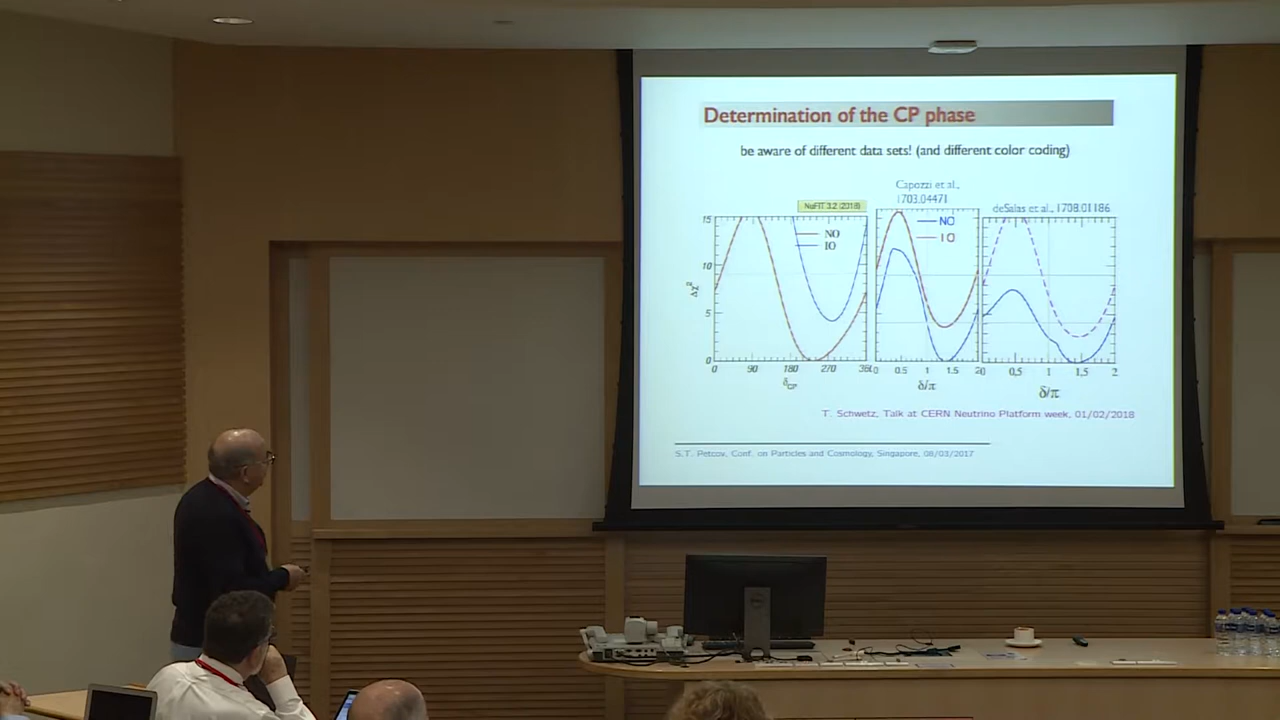 Determination of the CP phase
be aware of different data sets! (and different color coding)
Capozzi et al.,
1703.04471
NuFIT 3.2 (2018)
deSalas et al., 1708.01186
NO
IO
NO
IO
Δχ²
15
10
5
0
0 90 180 270 360
δCP
0 0.5 1 1.5 2
δ/π
0 0,5 1 1,5 2
δ/π
T. Schwetz, Talk at CERN Neutrino Platform week, 01/02/2018
S.T. Petcov, Conf. on Particles and Cosmology, Singapore, 08/03/2017